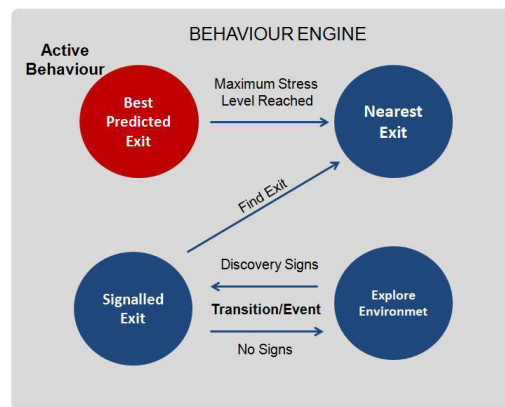 BEHAVIOUR ENGINE
Active
Behaviour
Best
Predicted
Exit
Maximum Stress
Level Reached
Nearest
Exit
Find Exit
Signalled
Exit
Discovery Signs
Transition/Event
No Signs
Explore
Environmet